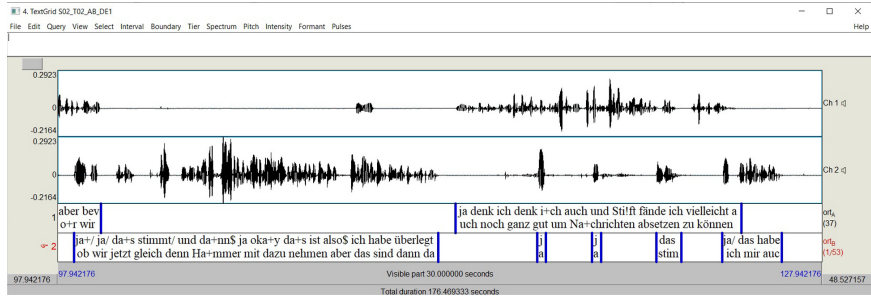 4. TextGrid S02_T02_AB_DE1
File Edit Query View Select Interval Boundary Tier Spectrum Pitch Intensity Formant Pulses Help
0.2923
0
-0.2164
Ch 1
0.2923
0
-0.2164
Ch 2
1
aber bev
o+r wir
ja denk ich denk i+ch auch und Sti!ft fände ich vielleicht a
uch noch ganz gut um Na+chrichten absetzen zu können
ort_A
(37)
2
ja+/ ja/ da+s stimmt/ und da+nn$ ja oka+y da+s ist also$ ich habe überlegt
ob wir jetzt gleich denn Ha+mmer mit dazu nehmen aber das sind dann da
j
a
j
a
das
stim
ja/ das habe
ich mir auc
ort_B
(1/53)
97.942176
97.942176 Visible part 30.000000 seconds 127.942176
48.527157
Total duration 176.469333 seconds